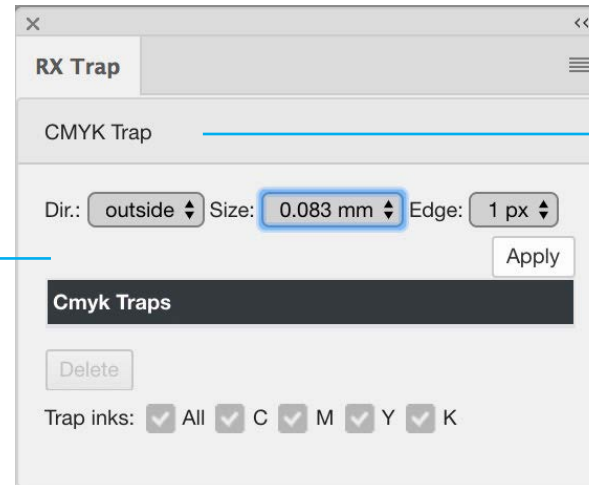 RX Trap
CMYK Trap
Dir.: outside Size: 0.083 mm Edge: 1 px
Apply
Cmyk Traps
Delete
Trap inks: All C M Y K